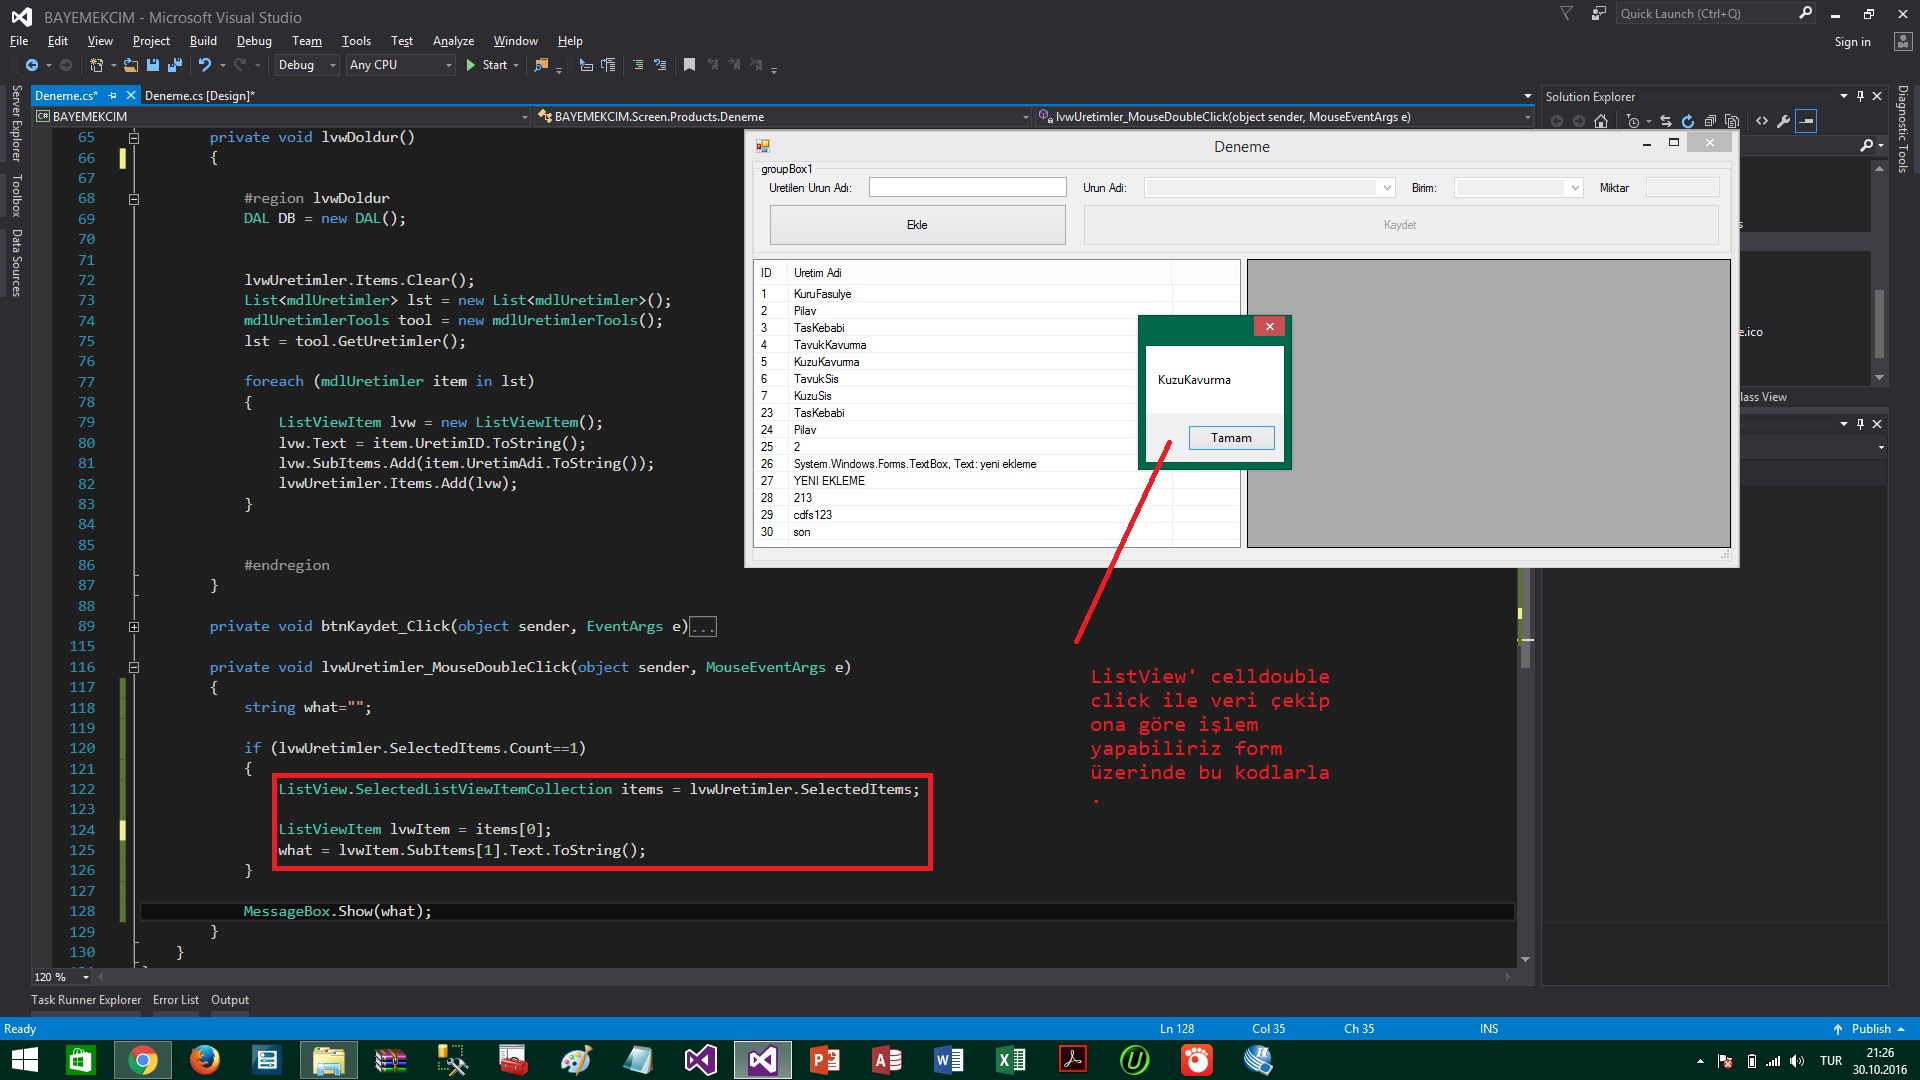 BAYEMEKCIM - Microsoft Visual Studio
Quick Launch (Ctrl+Q)
File Edit View Project Build Debug Team Tools Test Analyze Window Help
Sign in
Debug Any CPU Start
Deneme.cs* Deneme.cs [Design]*
Solution Explorer
BAYEMEKCIM BAYEMEKCIM.Screen.Products.Deneme lvwUretimler_MouseDoubleClick(object sender, MouseEventArgs e)
Server Explorer
Toolbox
Data Sources
Diagnostic Tools
65 private void lvwDoldur()
66 {
67
68 #region lvwDoldur
69 DAL DB = new DAL();
70
71
72 lvwUretimler.Items.Clear();
73 List<mdlUretimler> lst = new List<mdlUretimler>();
74 mdlUretimlerTools tool = new mdlUretimlerTools();
75 lst = tool.GetUretimler();
76
77 foreach (mdlUretimler item in lst)
78 {
79 ListViewItem lvw = new ListViewItem();
80 lvw.Text = item.UretimID.ToString();
81 lvw.SubItems.Add(item.UretimAdi.ToString());
82 lvwUretimler.Items.Add(lvw);
83 }
84
85
86 #endregion
87 }
88
89 private void btnKaydet_Click(object sender, EventArgs e)...
115
116 private void lvwUretimler_MouseDoubleClick(object sender, MouseEventArgs e)
117 {
118 string what="";
119
120 if (lvwUretimler.SelectedItems.Count==1)
121 {
122 ListView.SelectedListViewItemCollection items = lvwUretimler.SelectedItems;
123
124 ListViewItem lvwItem = items[0];
125 what = lvwItem.SubItems[1].Text.ToString();
126 }
127
128 MessageBox.Show(what);
129 }
130 }
Deneme
groupBox1
Uretilen Urun Adı: Urun Adi: Birim: Miktar
Ekle Kaydet
ID Uretim Adi
1 KuruFasulye
2 Pilav
3 TasKebabi
4 TavukKavurma
5 KuzuKavurma
6 TavukSis
7 KuzuSis
23 TasKebabi
24 Pilav
25 2
26 System.Windows.Forms.TextBox, Text: yeni ekleme
27 YENI EKLEME
28 213
29 cdfs123
30 son
KuzuKavurma
Tamam
s
e.ico
lass View
ListView' celldouble
click ile veri çekip
ona göre işlem
yapabiliriz form
üzerinde bu kodlarla
.
120 %
Task Runner Explorer Error List Output
Ready Ln 128 Col 35 Ch 35 INS Publish
TUR
21:26
30.10.2016